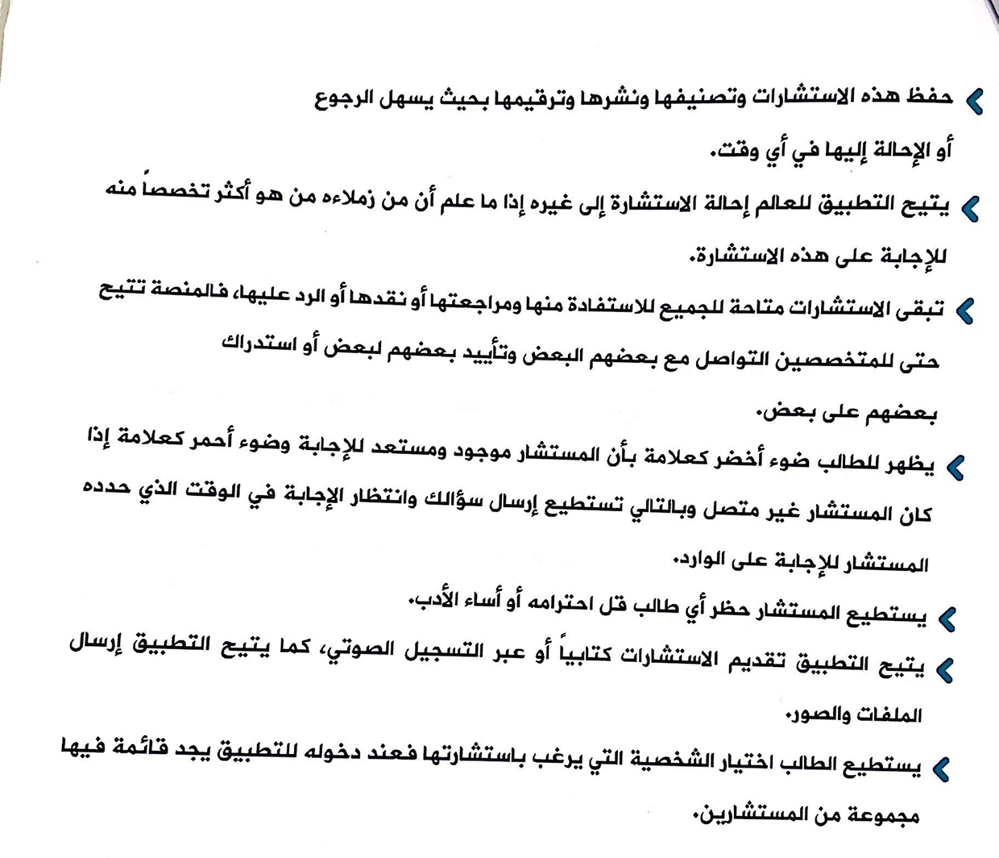 حفظ هذه الاستشارات وتصنيفها ونشرها وترقيمها بحيث يسهل الرجوع
أو الإحالة إليها في أي وقت.
يتيح التطبيق للعالم إحالة الاستشارة إلى غيره إذا ما علم أن من زملاءه من هو أكثر تخصصاً منه
للإجابة على هذه الاستشارة.
تبقى الاستشارات متاحة للجميع للاستفادة منها ومراجعتها أو نقدها أو الرد عليها، فالمنصة تتيح
حتى للمتخصصين التواصل مع بعضهم البعض وتأييد بعضهم لبعض أو استدراك
بعضهم على بعض.
يظهر للطالب ضوء أخضر كعلامة بأن المستشار موجود ومستعد للإجابة وضوء أحمر كعلامة إذا
كان المستشار غير متصل وبالتالي تستطيع إرسال سؤالك وانتظار الإجابة في الوقت الذي حدده
المستشار للإجابة على الوارد.
يستطيع المستشار حظر أي طالب قل احترامه أو أساء الأدب.
يتيح التطبيق تقديم الاستشارات كتابياً أو عبر التسجيل الصوتي، كما يتيح التطبيق إرسال
الملفات والصور.
يستطيع الطالب اختيار الشخصية التي يرغب باستشارتها فعند دخوله للتطبيق يجد قائمة فيها
مجموعة من المستشارين.